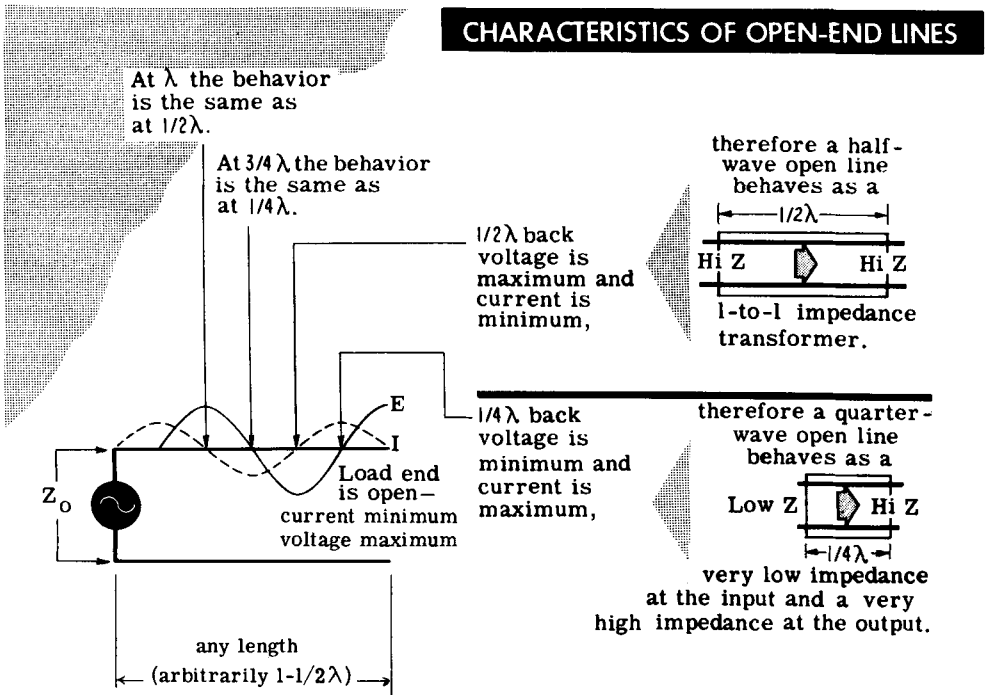 CHARACTERISTICS OF OPEN-END LINES
At λ the behavior
is the same as
at 1/2λ.
At 3/4 λ the behavior
is the same as
at 1/4λ.
1/2λ back
voltage is
maximum and
current is
minimum,
therefore a half-
wave open line
behaves as a
1/2λ
Hi Z
Hi Z
1-to-1 impedance
transformer.
E
I
Load end
is open—
current minimum
voltage maximum
Zo
1/4λ back
voltage is
minimum and
current is
maximum,
therefore a quarter-
wave open line
behaves as a
Low Z
Hi Z
1/4λ
very low impedance
at the input and a very
high impedance at the output.
any length
(arbitrarily 1-1/2λ)